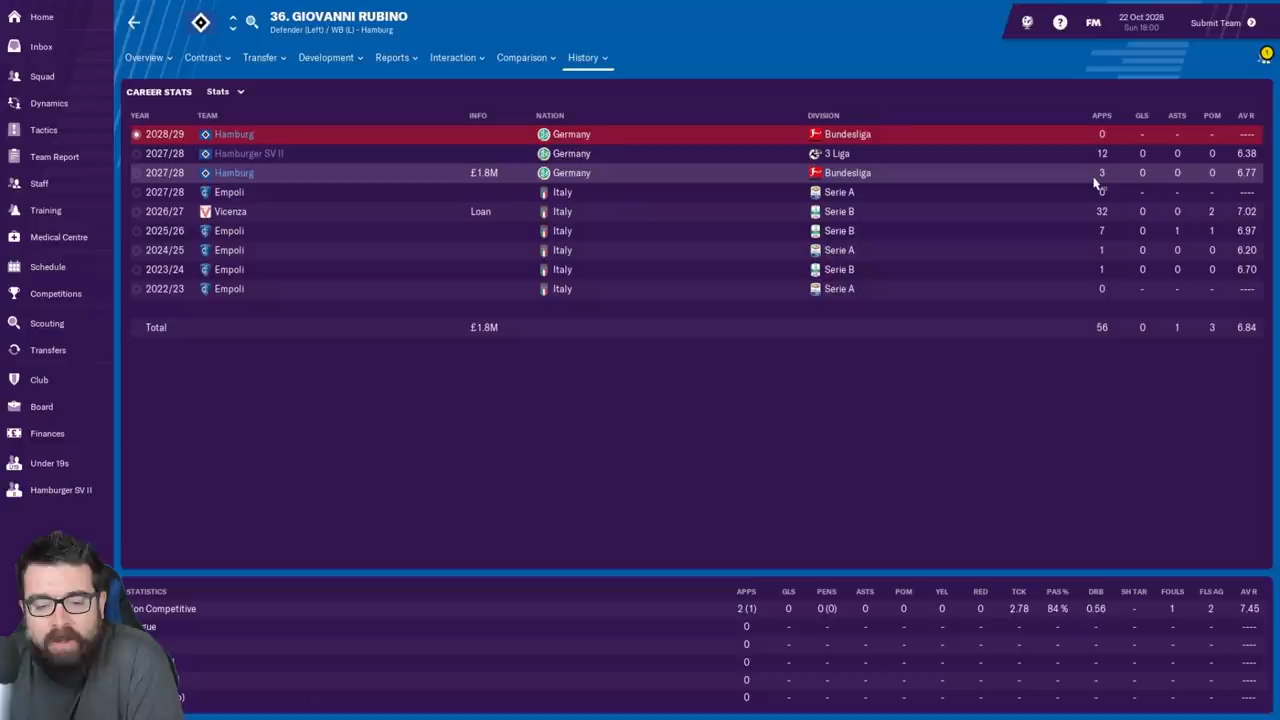 36. GIOVANNI RUBINO
Defender (Left) / WB (L) - Hamburg
FM
22 Oct 2028
Sun 18:00
Submit Team
1
Home
Inbox
Squad
Dynamics
Tactics
Team Report
Staff
Training
Medical Centre
Schedule
Competitions
Scouting
Transfers
Club
Board
Finances
Under 19s
Hamburger SV II
Overview Contract Transfer Development Reports Interaction Comparison History
CAREER STATS Stats
YEAR TEAM INFO NATION DIVISION APPS GLS ASTS POM AV R
2028/29 Hamburg Germany Bundesliga 0 - - - ----
2027/28 Hamburger SV II Germany 3 Liga 12 0 0 0 6.38
2027/28 Hamburg £1.8M Germany Bundesliga 3 0 0 0 6.77
2027/28 Empoli Italy Serie A 0 - - - ----
2026/27 Vicenza Loan Italy Serie B 32 0 0 2 7.02
2025/26 Empoli Italy Serie B 7 0 1 1 6.97
2024/25 Empoli Italy Serie A 1 0 0 0 6.20
2023/24 Empoli Italy Serie B 1 0 0 0 6.70
2022/23 Empoli Italy Serie A 0 - - - ----
Total £1.8M 56 0 1 3 6.84
STATISTICS APPS GLS PENS ASTS POM YEL RED TCK PAS % DRB SH TAR FOULS FLS AG AV R
on Competitive 2 (1) 0 0 (0) 0 0 0 0 2.78 84 % 0.56 - 1 2 7.45
gue 0 - - - - - - - - - - - - ----
0 - - - - - - - - - - - - ----
0 - - - - - - - - - - - - ----
0 - - - - - - - - - - - - ----
0 - - - - - - - - - - - - ----